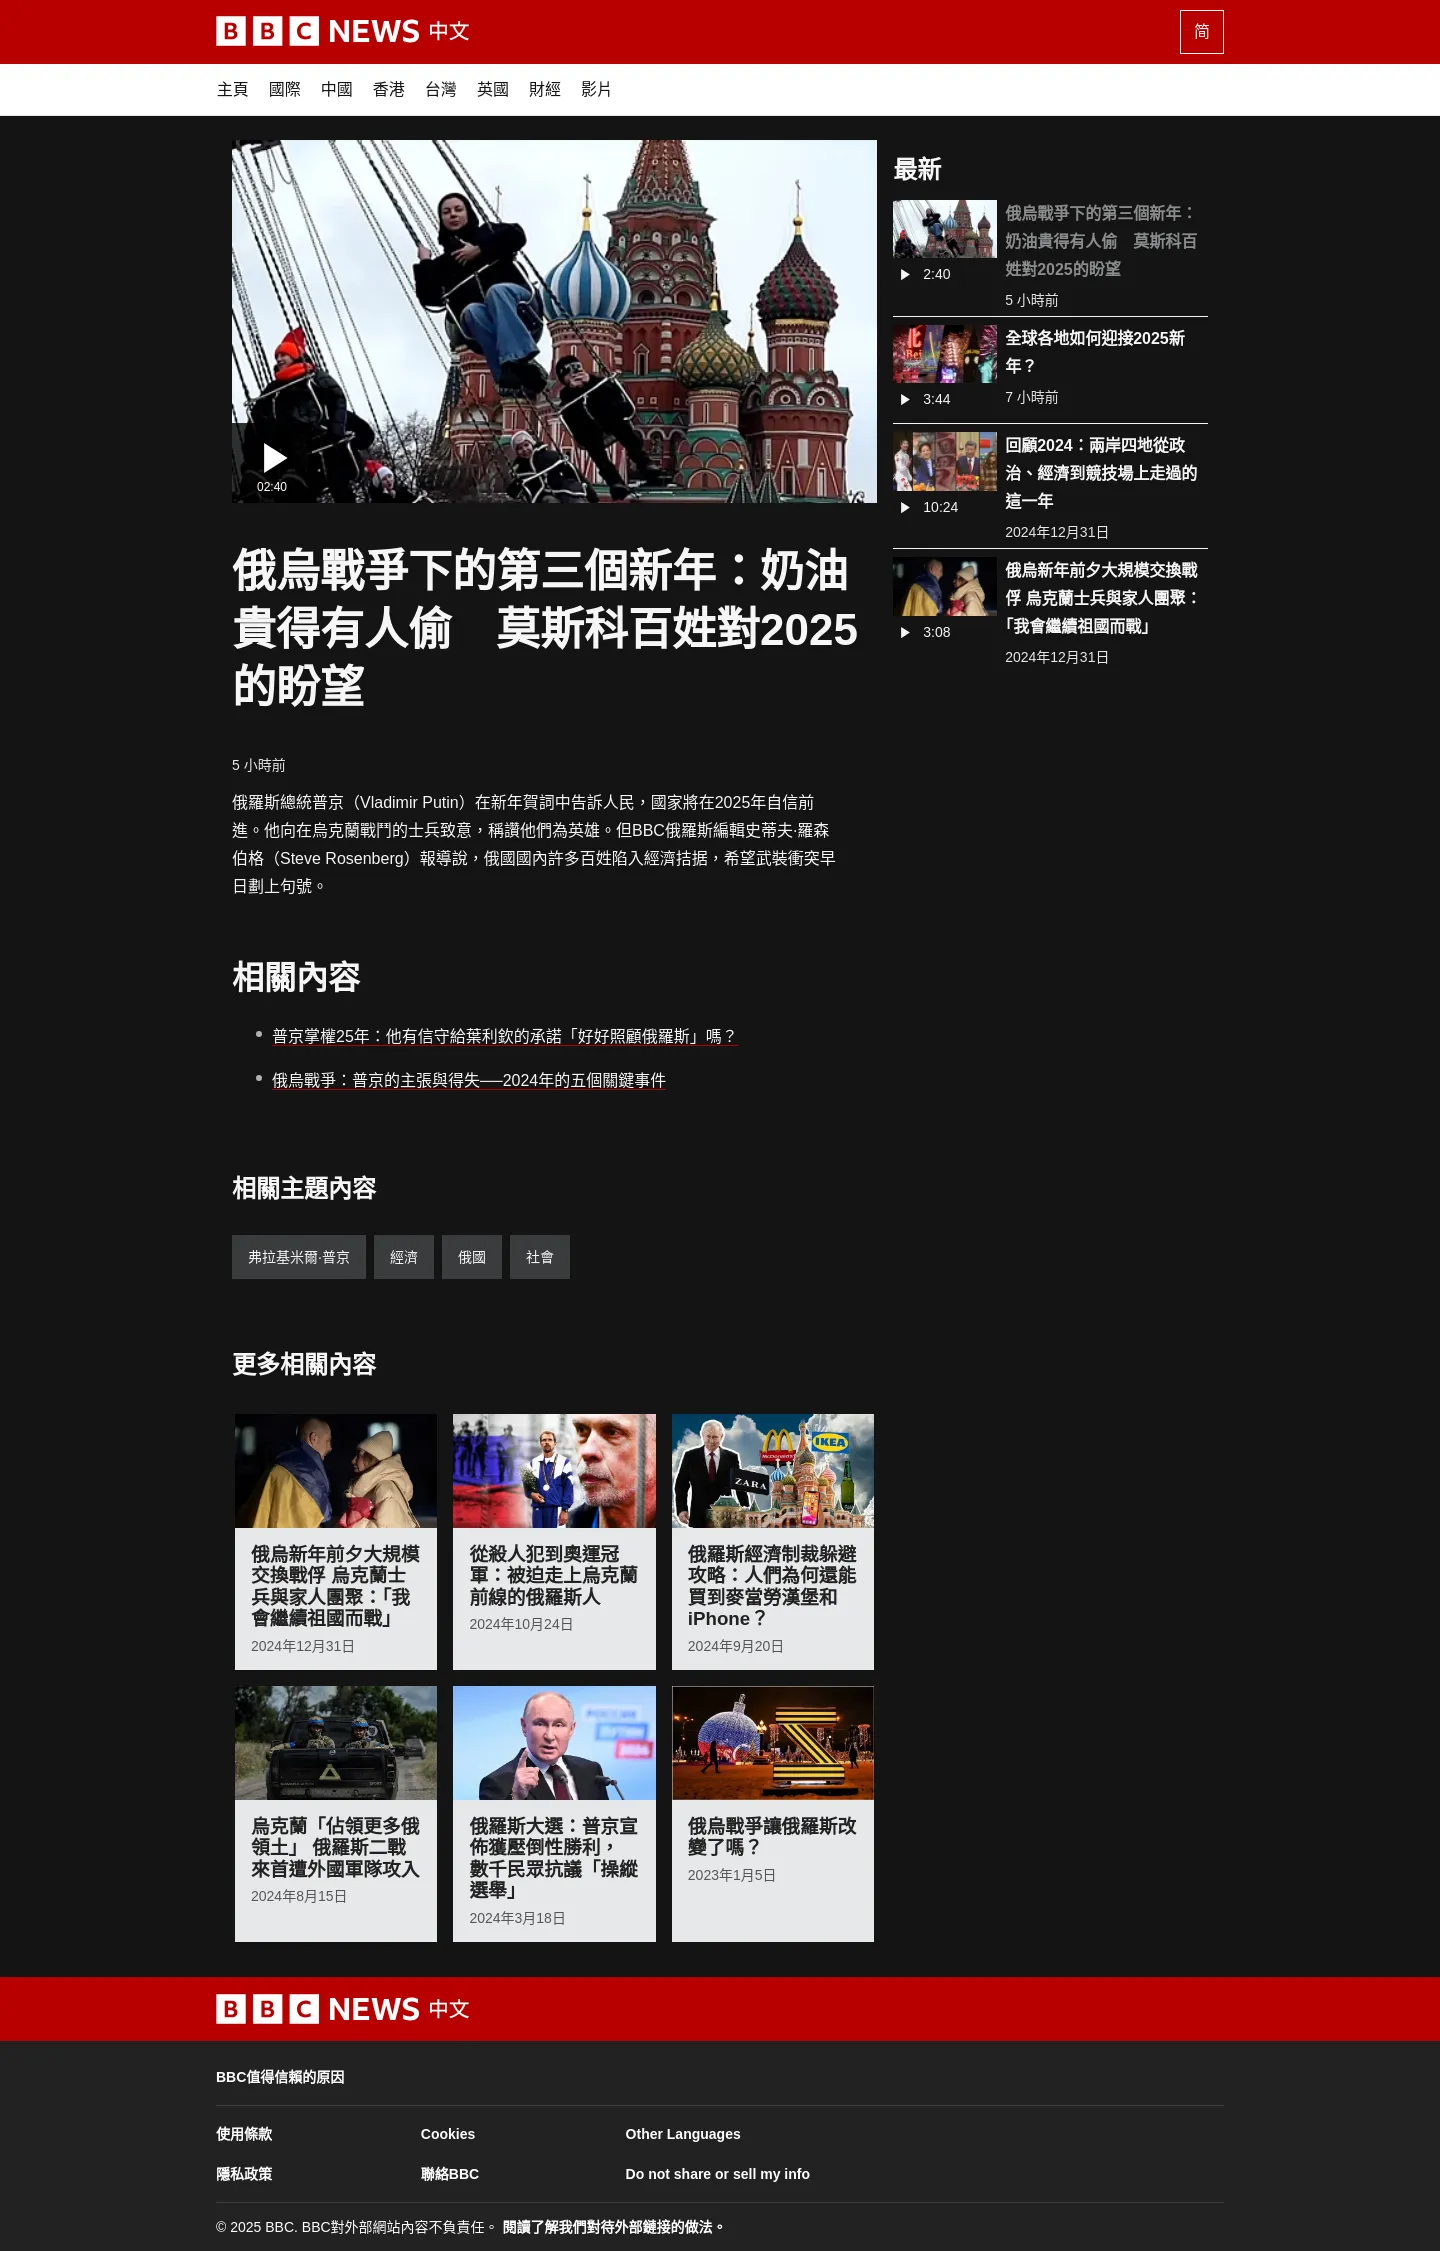 BBC NEWS 中文
简
主頁 國際 中國 香港 台灣 英國 財經 影片
02:40
俄烏戰爭下的第三個新年：奶油
貴得有人偷　莫斯科百姓對2025
的盼望
5 小時前
俄羅斯總統普京（Vladimir Putin）在新年賀詞中告訴人民，國家將在2025年自信前
進。他向在烏克蘭戰鬥的士兵致意，稱讚他們為英雄。但BBC俄羅斯編輯史蒂夫·羅森
伯格（Steve Rosenberg）報導說，俄國國內許多百姓陷入經濟拮据，希望武裝衝突早
日劃上句號。
相關內容
普京掌權25年：他有信守給葉利欽的承諾「好好照顧俄羅斯」嗎？
俄烏戰爭：普京的主張與得失──2024年的五個關鍵事件
相關主題內容
弗拉基米爾·普京 經濟 俄國 社會
最新
俄烏戰爭下的第三個新年：
奶油貴得有人偷　莫斯科百
姓對2025的盼望
2:40
5 小時前
全球各地如何迎接2025新
年？
3:44
7 小時前
回顧2024：兩岸四地從政
治、經濟到競技場上走過的
這一年
10:24
2024年12月31日
俄烏新年前夕大規模交換戰
俘 烏克蘭士兵與家人團聚：
「我會繼續祖國而戰」
3:08
2024年12月31日
更多相關內容
俄烏新年前夕大規模
交換戰俘 烏克蘭士
兵與家人團聚：「我
會繼續祖國而戰」
2024年12月31日
從殺人犯到奧運冠
軍：被迫走上烏克蘭
前線的俄羅斯人
2024年10月24日
McDonald's
IKEA
ZARA
俄羅斯經濟制裁躲避
攻略：人們為何還能
買到麥當勞漢堡和
iPhone？
2024年9月20日
烏克蘭「佔領更多俄
領土」 俄羅斯二戰
來首遭外國軍隊攻入
2024年8月15日
俄羅斯大選：普京宣
佈獲壓倒性勝利，
數千民眾抗議「操縱
選舉」
2024年3月18日
俄烏戰爭讓俄羅斯改
變了嗎？
2023年1月5日
BBC NEWS 中文
BBC值得信賴的原因
使用條款 Cookies Other Languages
隱私政策 聯絡BBC Do not share or sell my info
© 2025 BBC. BBC對外部網站內容不負責任。 閱讀了解我們對待外部鏈接的做法。